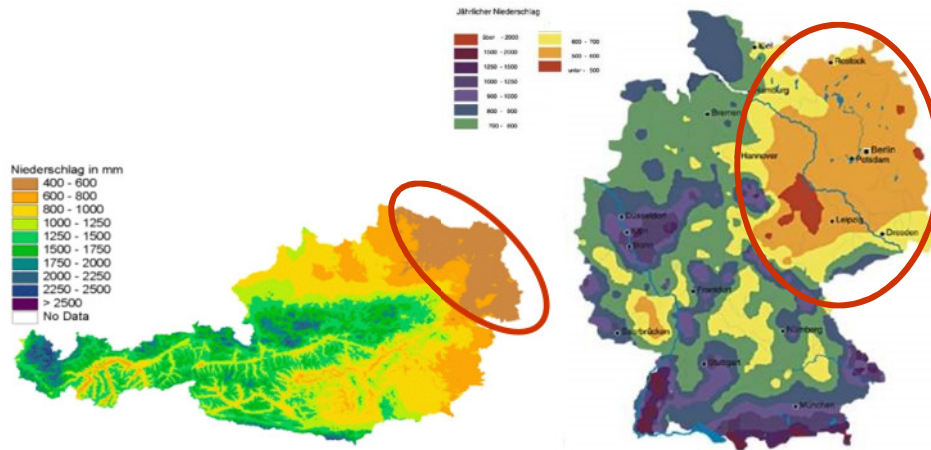 Jährlicher Niederschlag
über - 2000
1500 - 2000
1250 - 1500
1000 - 1250
900 - 1000
800 - 900
700 - 800
600 - 700
500 - 600
unter - 500
Kiel
Rostock
Hamburg
Bremen
Berlin
Potsdam
Hannover
Düsseldorf
Köln
Bonn
Leipzig
Dresden
Frankfurt
Saarbrücken
Nürnberg
Stuttgart
München
Niederschlag in mm
400 - 600
600 - 800
800 - 1000
1000 - 1250
1250 - 1500
1500 - 1750
1750 - 2000
2000 - 2250
2250 - 2500
> 2500
No Data